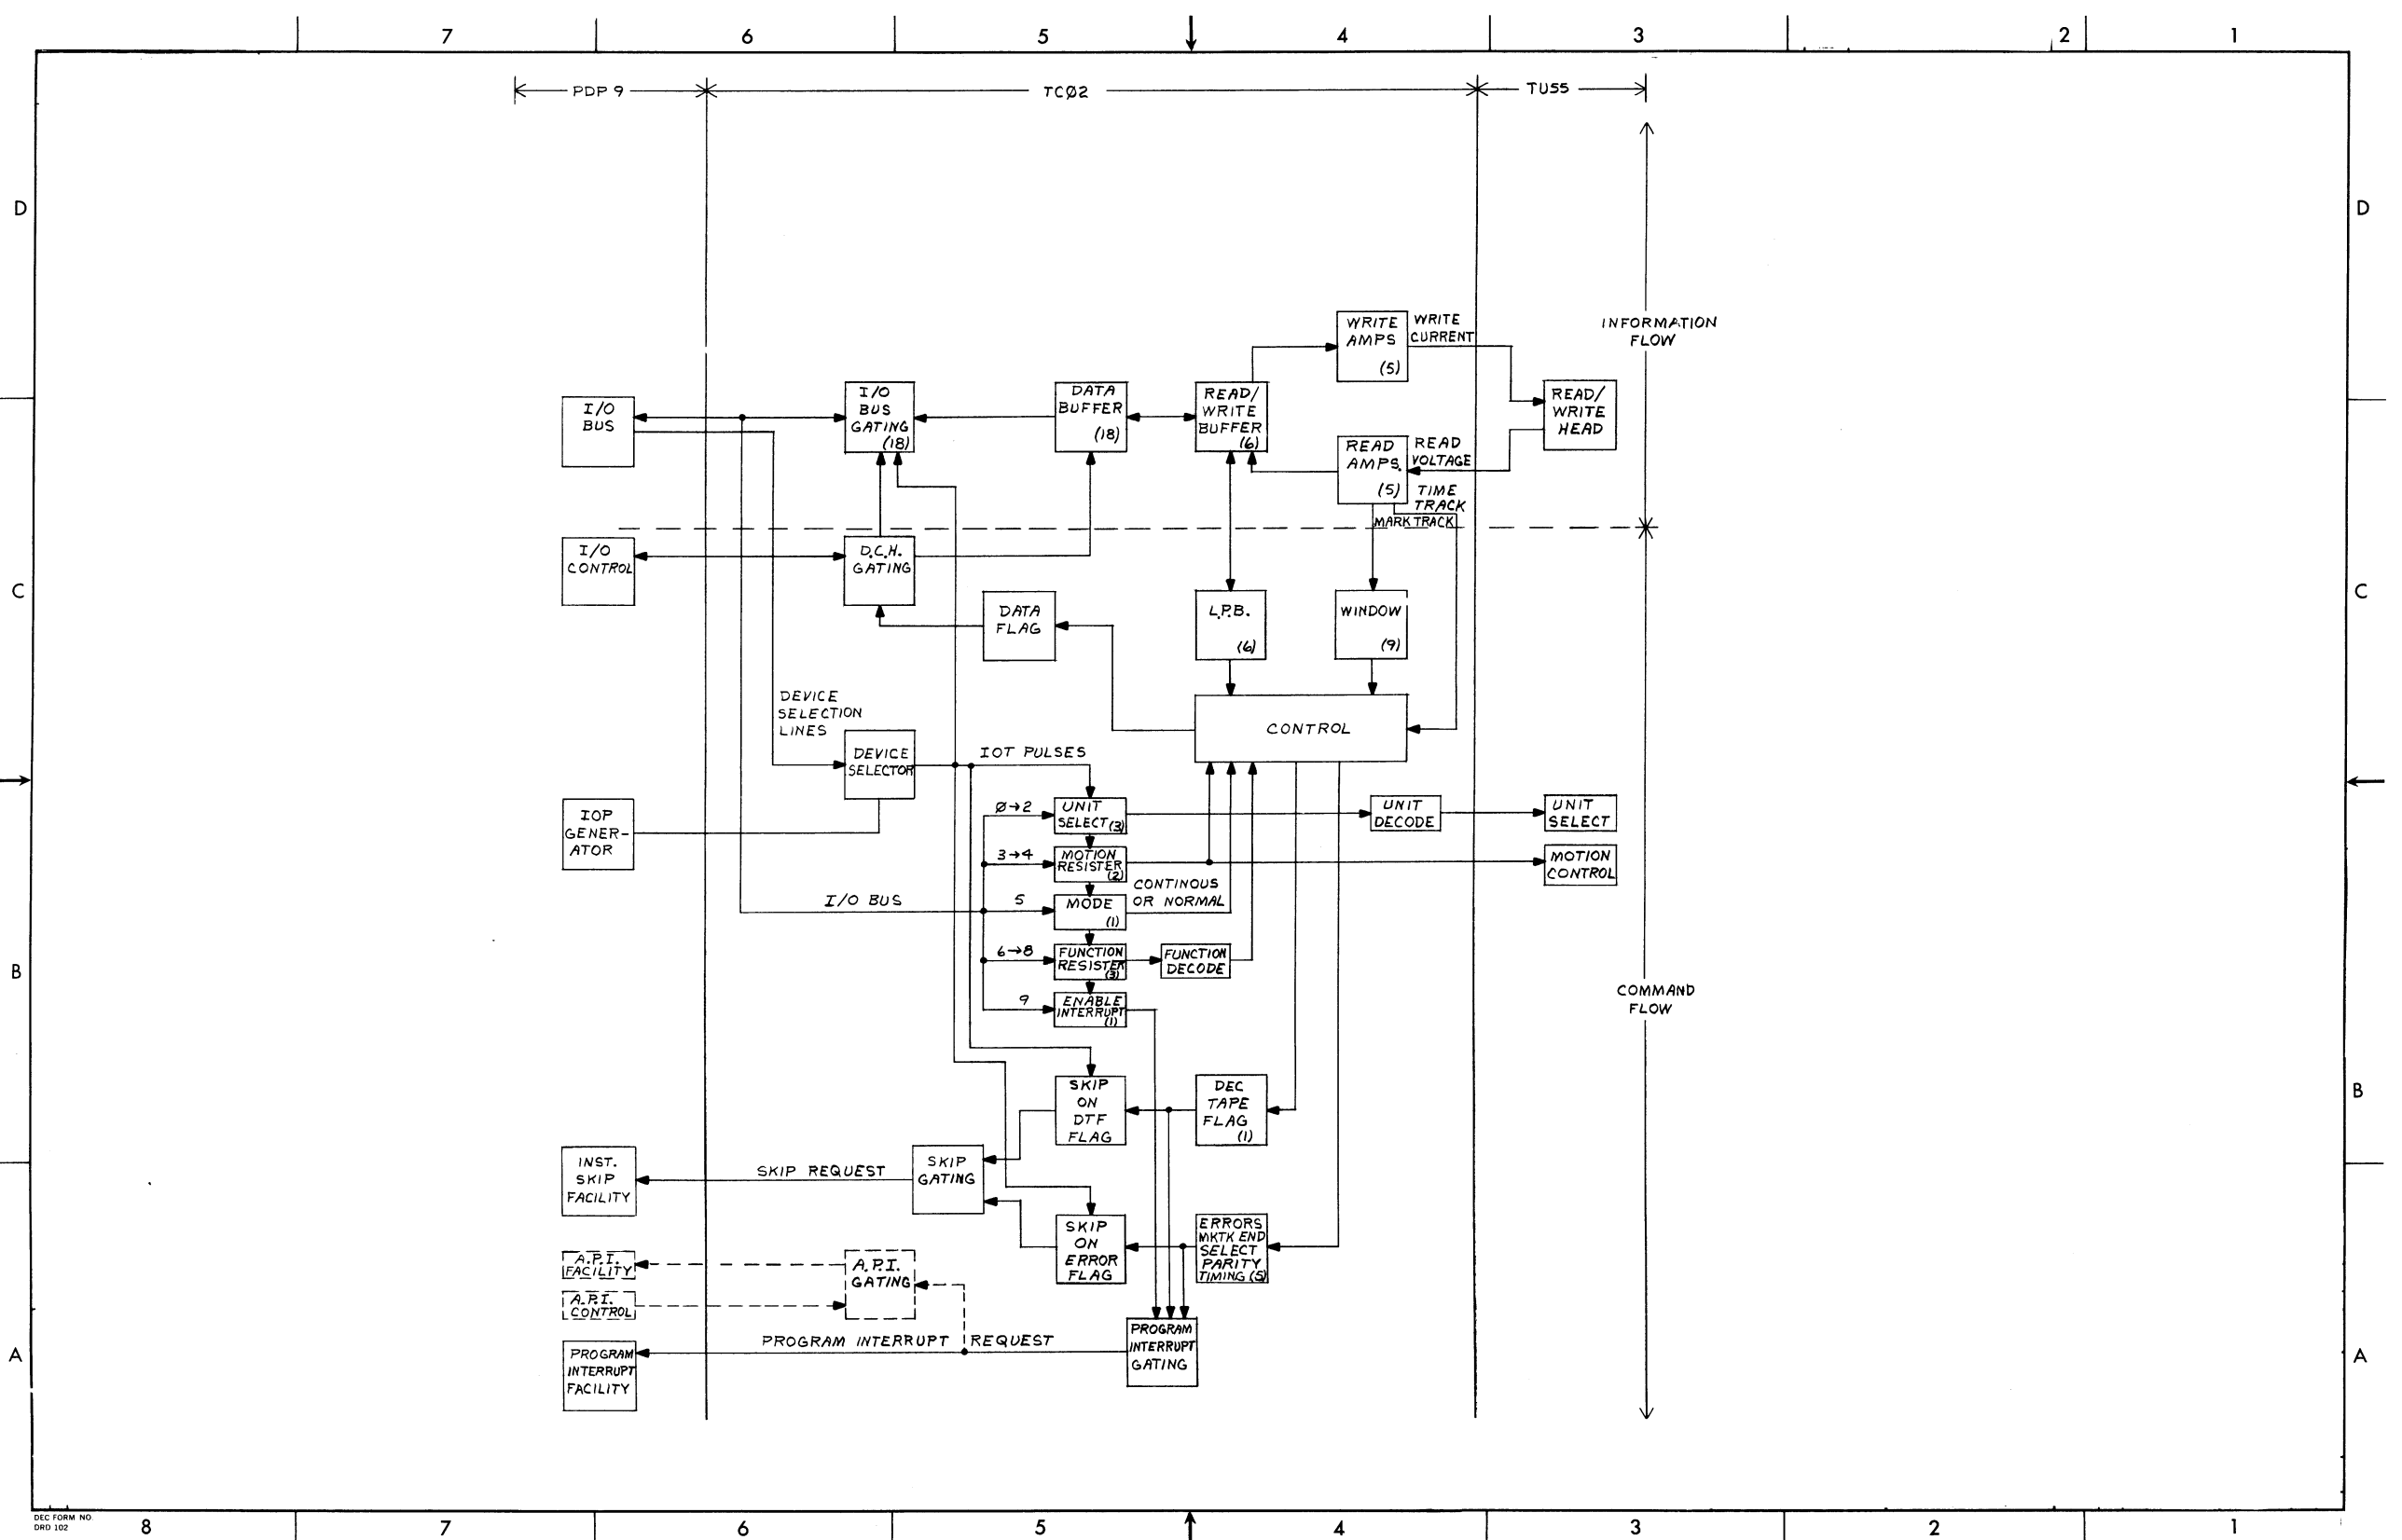 7
6
5
4
3
2
1
PDP 9
TCØ2
TU55
D
D
INFORMATION
FLOW
WRITE
AMPS
(5)
WRITE
CURRENT
I/O
BUS
I/O
BUS
GATING
(18)
DATA
BUFFER
(18)
READ/
WRITE
BUFFER
(6)
READ/
WRITE
HEAD
READ
AMPS.
(5)
READ
VOLTAGE
TIME
TRACK
MARK TRACK
I/O
CONTROL
D.C.H.
GATING
C
C
DATA
FLAG
L.P.B.
(6)
WINDOW
(9)
DEVICE
SELECTION
LINES
CONTROL
DEVICE
SELECTOR
IOT PULSES
IOP
GENER-
ATOR
Ø→2
UNIT
SELECT (3)
UNIT
DECODE
UNIT
SELECT
3→4
MOTION
RESISTER
(2)
MOTION
CONTROL
I/O BUS
5
MODE
(1)
CONTINOUS
OR NORMAL
6→8
FUNCTION
RESISTER
(3)
FUNCTION
DECODE
B
9
ENABLE
INTERRUPT
(1)
COMMAND
FLOW
SKIP
ON
DTF
FLAG
DEC
TAPE
FLAG
(1)
B
INST.
SKIP
FACILITY
SKIP REQUEST
SKIP
GATING
SKIP
ON
ERROR
FLAG
ERRORS
MKTK END
SELECT
PARITY
TIMING (5)
A.P.I.
FACILITY
A.P.I.
GATING
A.P.I.
CONTROL
PROGRAM INTERRUPT REQUEST
PROGRAM
INTERRUPT
GATING
A
A
PROGRAM
INTERRUPT
FACILITY
DEC FORM NO.
DRD 102
8
7
6
5
4
3
2
1